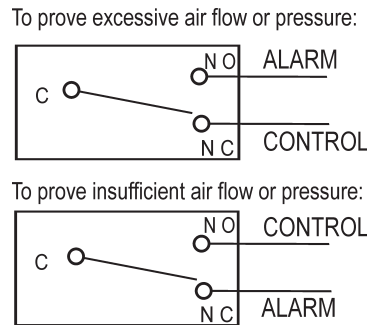 To prove excessive air flow or pressure:
N O ALARM
C
N C CONTROL
To prove insufficient air flow or pressure:
N O CONTROL
C
N C ALARM